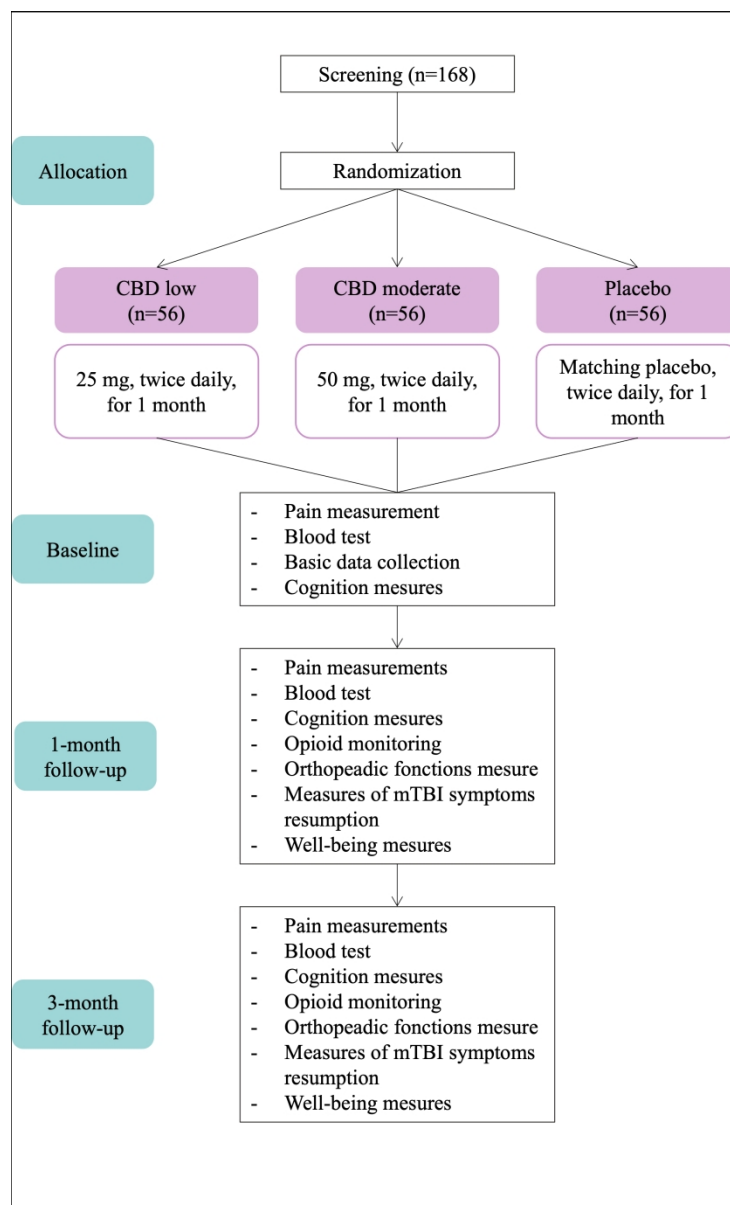 Screening (n=168)
Allocation
Randomization
CBD low
(n=56)
CBD moderate
(n=56)
Placebo
(n=56)
25 mg, twice daily,
for 1 month
50 mg, twice daily,
for 1 month
Matching placebo,
twice daily, for 1
month
Baseline
- Pain measurement
- Blood test
- Basic data collection
- Cognition mesures
1-month
follow-up
- Pain measurements
- Blood test
- Cognition mesures
- Opioid monitoring
- Orthopeadic fonctions mesure
- Measures of mTBI symptoms
resumption
- Well-being mesures
3-month
follow-up
- Pain measurements
- Blood test
- Cognition mesures
- Opioid monitoring
- Orthopeadic fonctions mesure
- Measures of mTBI symptoms
resumption
- Well-being mesures